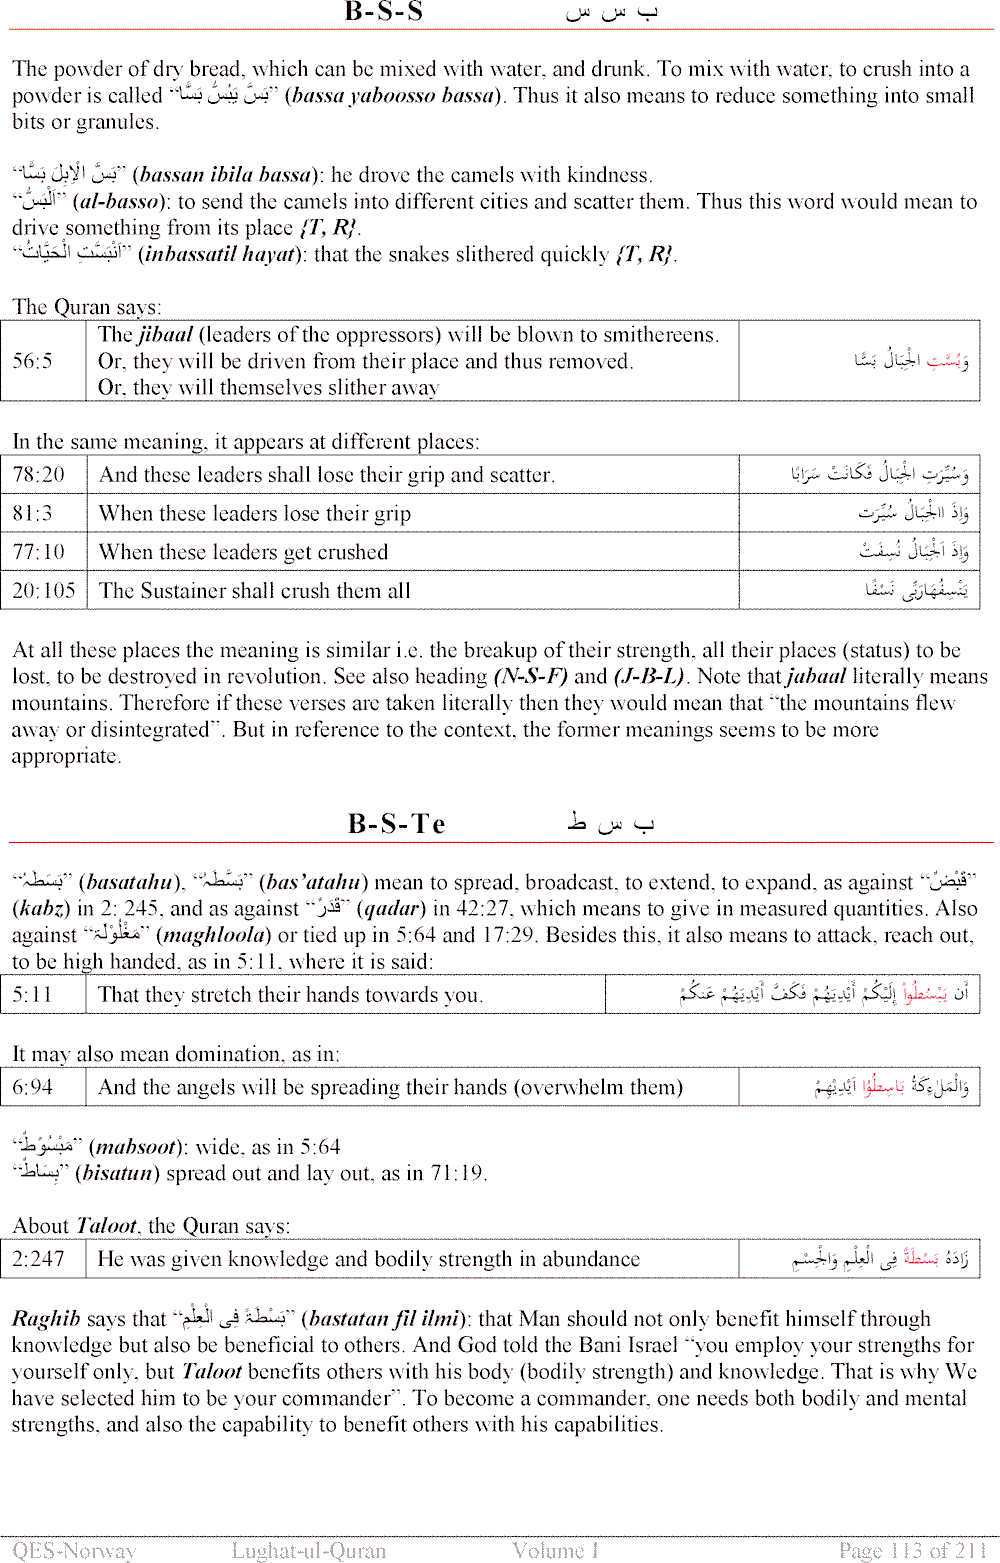 B-S-S ب س س
The powder of dry bread, which can be mixed with water, and drunk. To mix with water, to crush into a
powder is called “بَسَّ يَبُسُّ بَسًّا” (bassa yaboosso bassa). Thus it also means to reduce something into small
bits or granules.
“بَسَّ الْاِبِلَ بَسًّا” (bassan ibila bassa): he drove the camels with kindness.
“اَلْبَسُّ” (al-basso): to send the camels into different cities and scatter them. Thus this word would mean to
drive something from its place {T, R}.
“اَنْبَسَّتِ الْحَيَّاتُ” (inbassatil hayat): that the snakes slithered quickly {T, R}.
The Quran says:
The jibaal (leaders of the oppressors) will be blown to smithereens.
56:5 Or, they will be driven from their place and thus removed. وَبُسَّتِ الْجِبَالُ بَسًّا
Or, they will themselves slither away
In the same meaning, it appears at different places:
78:20 And these leaders shall lose their grip and scatter. وَسُيِّرَتِ الْجِبَالُ فَكَانَتْ سَرَابًا
81:3 When these leaders lose their grip وَاِذَ االْجِبَالُ سُيِّرَت
77:10 When these leaders get crushed وَاِذَ اَلْجِبَالُ نُسِفَتْ
20:105 The Sustainer shall crush them all يَنْسِفُهَارَبِّى نَسْفًا
At all these places the meaning is similar i.e. the breakup of their strength, all their places (status) to be
lost, to be destroyed in revolution. See also heading (N-S-F) and (J-B-L). Note that jabaal literally means
mountains. Therefore if these verses are taken literally then they would mean that “the mountains flew
away or disintegrated”. But in reference to the context, the former meanings seems to be more
appropriate.
B-S-Te ب س ط
“بَسَطَہٗ” (basatahu), “بَسَّطَہٗ” (bas’atahu) mean to spread, broadcast, to extend, to expand, as against “قَبْضٌ”
(kabz) in 2: 245, and as against “قَدَرٌ” (qadar) in 42:27, which means to give in measured quantities. Also
against “مَغْلُوْلَۃ” (maghloola) or tied up in 5:64 and 17:29. Besides this, it also means to attack, reach out,
to be high handed, as in 5:11, where it is said:
5:11 That they stretch their hands towards you. أَن يَبْسُطُواْ إِلَيْكُمْ أَيْدِيَهُمْ فَكَفَّ أَيْدِيَهُمْ عَنكُمْ
It may also mean domination, as in:
6:94 And the angels will be spreading their hands (overwhelm them) وَالْمَلٰءِكَةُ بَاسِطُوْا اَيْدِيْهِمْ
“مَبْسُوْطٌ” (mabsoot): wide, as in 5:64
“بِسَاطٌ” (bisatun) spread out and lay out, as in 71:19.
About Taloot, the Quran says:
2:247 He was given knowledge and bodily strength in abundance زَادَهٗ بَسْطَةً فِى الْعِلْمِ وَالْجِسْمِ
Raghib says that “بَسْطَۃً فِی الْعِلْمِ” (bastatan fil ilmi): that Man should not only benefit himself through
knowledge but also be beneficial to others. And God told the Bani Israel “you employ your strengths for
yourself only, but Taloot benefits others with his body (bodily strength) and knowledge. That is why We
have selected him to be your commander”. To become a commander, one needs both bodily and mental
strengths, and also the capability to benefit others with his capabilities.
QES-Norway Lughat-ul-Quran Volume I Page 113 of 211